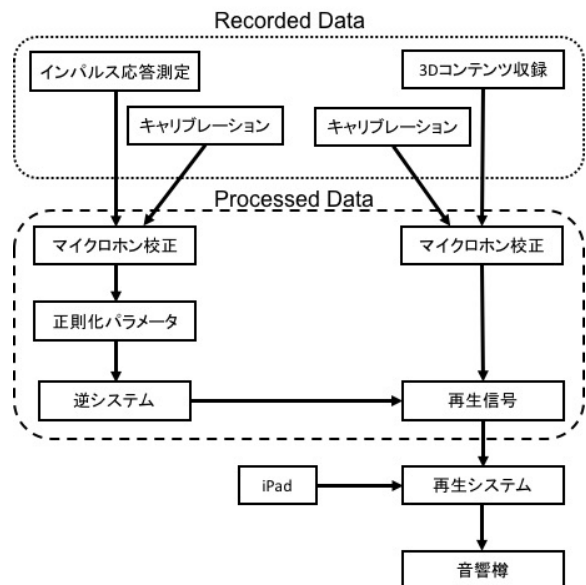 Recorded Data
インパルス応答測定
3Dコンテンツ収録
キャリブレーション
キャリブレーション
Processed Data
マイクロホン校正
マイクロホン校正
正則化パラメータ
逆システム
再生信号
iPad
再生システム
音響樽